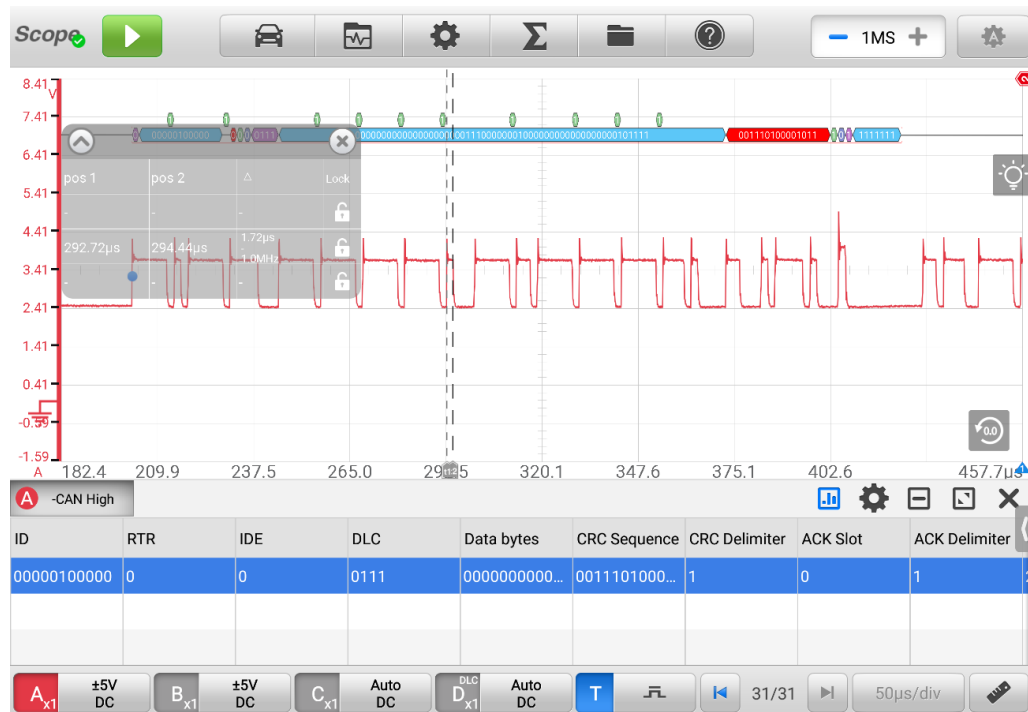 Scope
1MS
8.41 V
7.41
6.41
5.41
4.41
3.41
2.41
1.41
0.41
-0.59
-1.59
A
00000100000
0111
001110100001011
1111111
pos 1 pos 2 Δ Lock
- - -
292.72µs 294.44µs 1.72µs
-
1.0MHz
- - -
0.0
182.4 209.9 237.5 265.0 320.1 347.6 375.1 402.6 457.7µs
A -CAN High
ID RTR IDE DLC Data bytes CRC Sequence CRC Delimiter ACK Slot ACK Delimiter
00000100000 0 0 0111 0000000000... 0011101000... 1 0 1
A x1 ±5V DC B x1 ±5V DC C x1 Auto DC DLC D x1 Auto DC T 31/31 50µs/div